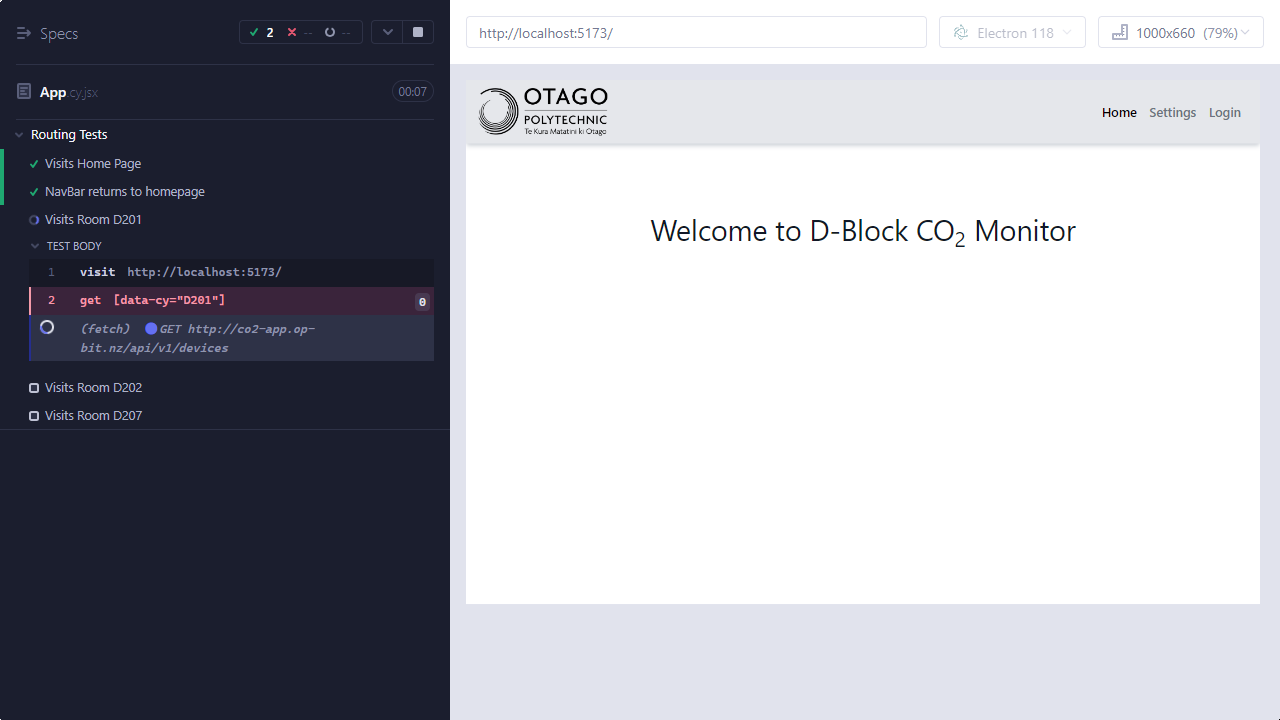 Specs
2 -- --
App.cy.jsx
00:07
Routing Tests
Visits Home Page
NavBar returns to homepage
Visits Room D201
TEST BODY
1 visit http://localhost:5173/
2 get [data-cy="D201"] 0
(fetch) GET http://co2-app.op-
bit.nz/api/v1/devices
Visits Room D202
Visits Room D207
http://localhost:5173/
Electron 118
1000x660 (79%)
OTAGO
POLYTECHNIC
Te Kura Matatini ki Otago
Home Settings Login
Welcome to D-Block CO₂ Monitor